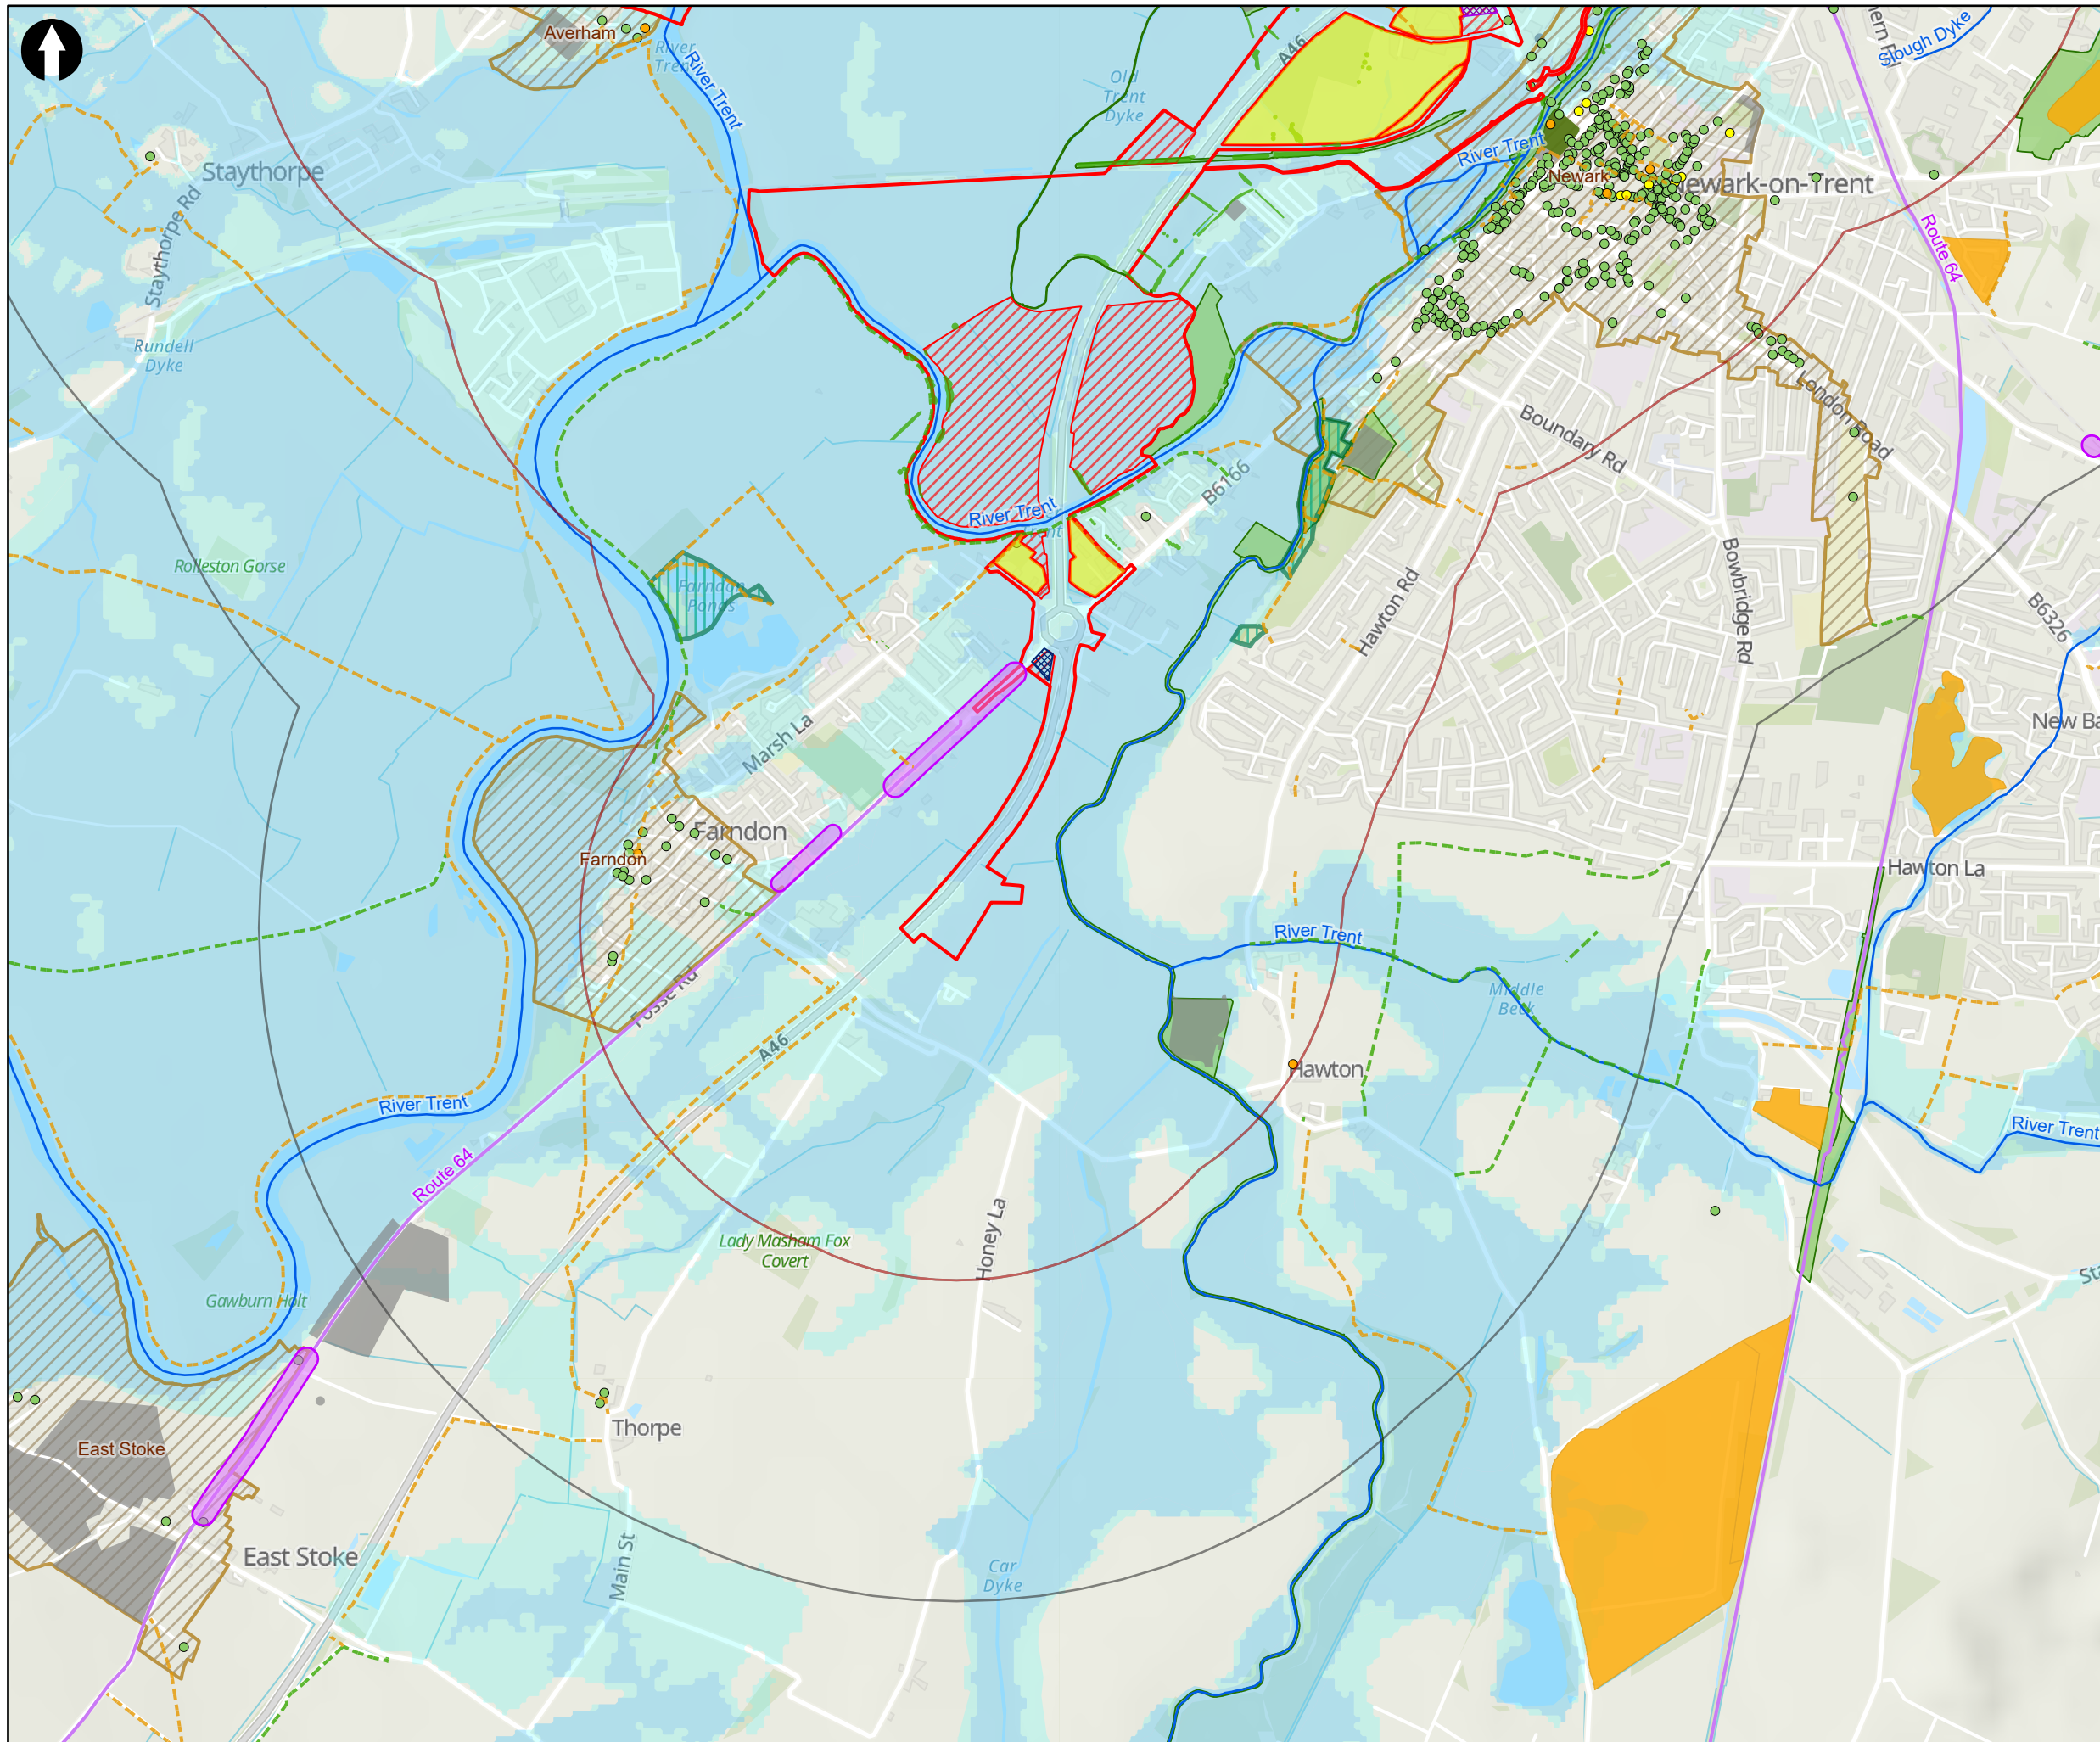 Averham
River
River Trent
Old
Trent
Dyke
A46
Slough Dyke
Staythorpe
Staythorpe Rd
River Trent
Newark
Newark-on-Trent
Route 64
Rundell
Dyke
London Road
Boundary Rd
B6166
River Trent
Rolleston Gorse
Farndon
Ponds
Hawton Rd
Bowbridge Rd
B6326
Marsh La
New Ba
Farndon
Farndon
Hawton La
River Trent
Fosse Rd
Middle
Beck
A46
Hawton
River Trent
River Trent
Route 64
Honey La
Lady Masham Fox
Covert
Gawburn Holt
Thorpe
East Stoke
East Stoke
Main St
Car
Dyke